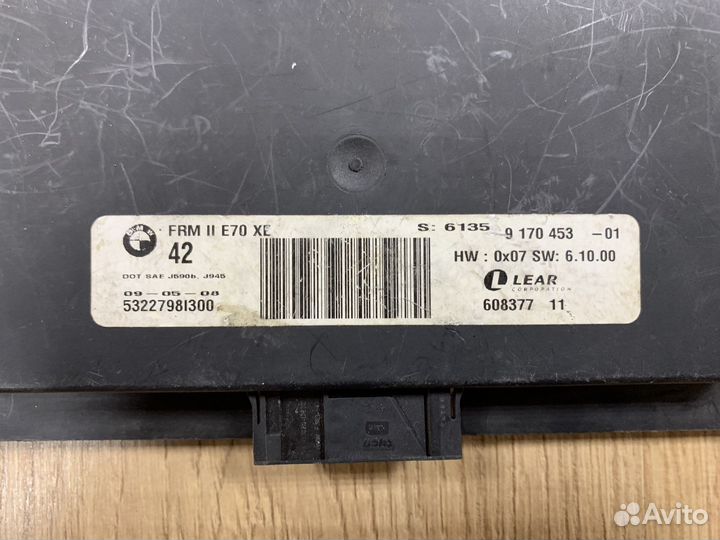 BMW
FRM II E70 XE
42
DOT SAE J590b, J945
09-05-08
53227981300
S: 6135 9 170 453 -01
HW : 0x07 SW: 6.10.00
LEAR
CORPORATION
608377 11
Avito